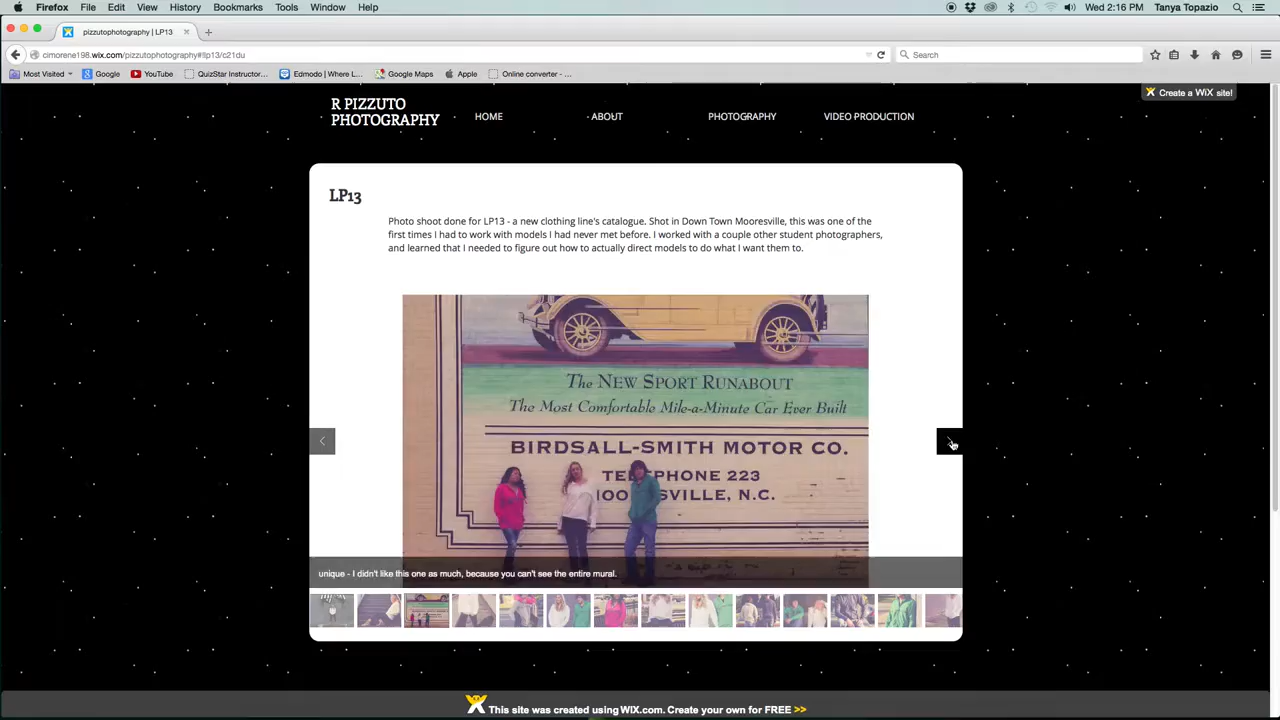 Firefox File Edit View History Bookmarks Tools Window Help Wed 2:16 PM Tanya Topazio
pizzutophotography | LP13
cimorene198.wix.com/pizzutophotography#!lp13/c21du Search
Most Visited Google YouTube QuizStar Instructor... Edmodo | Where L... Google Maps Apple Online converter - ...
Create a WiX site!
R PIZZUTO
PHOTOGRAPHY
HOME ABOUT PHOTOGRAPHY VIDEO PRODUCTION
LP13
Photo shoot done for LP13 - a new clothing line's catalogue. Shot in Down Town Mooresville, this was one of the
first times I had to work with models I had never met before. I worked with a couple other student photographers,
and learned that I needed to figure out how to actually direct models to do what I want them to.
The New Sport Runabout
The Most Comfortable Mile-a-Minute Car Ever Built
BIRDSALL-SMITH MOTOR CO.
PHONE 223
SVILLE, N.C.
unique - I didn't like this one as much, because you can't see the entire mural.
This site was created using WIX.com. Create your own for FREE >>